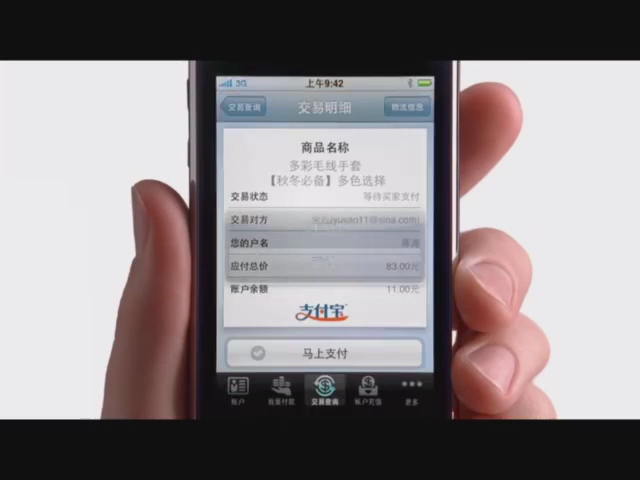 3G 上午9:42
交易查询 交易明细 物流信息
商品名称
多彩毛线手套
【秋冬必备】多色选择
交易状态 等待买家支付
交易对方 (yuuto11@sina.com)
您的户名
应付总价 83.00元
账户余额 11.00元
支付宝
马上支付
账户 我要付款 交易查询 账户充值 更多